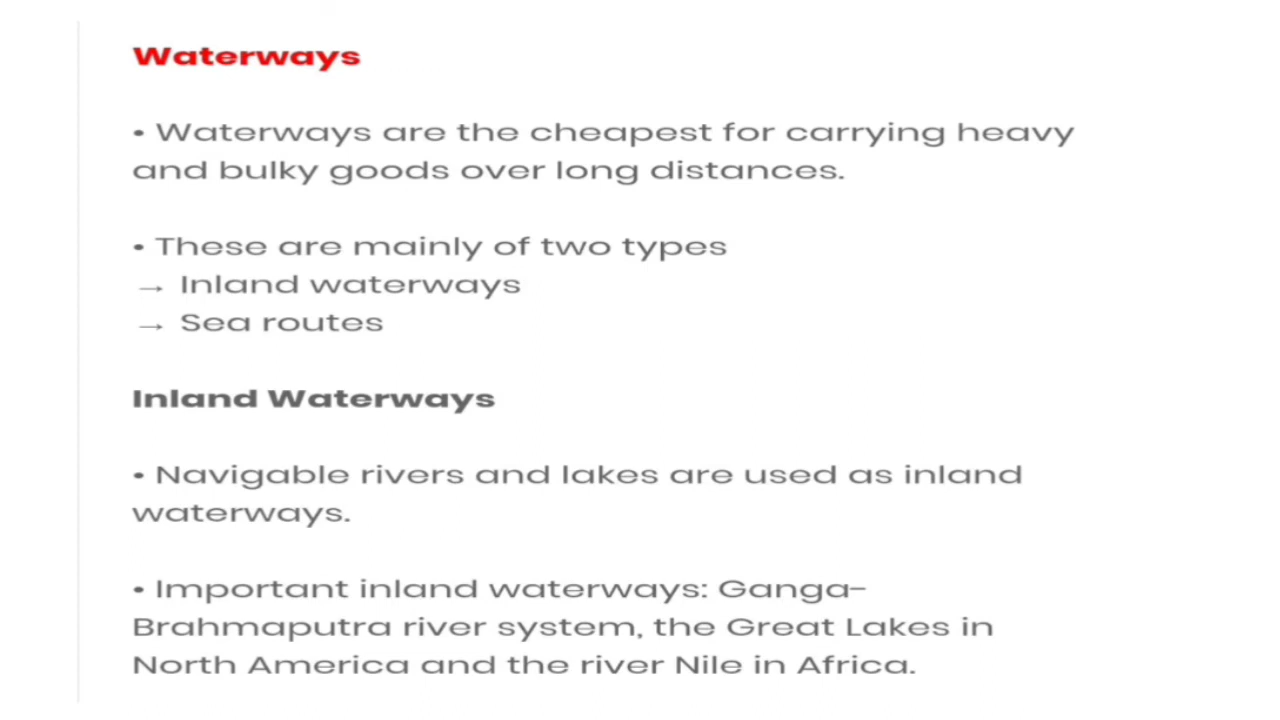 Waterways
• Waterways are the cheapest for carrying heavy
and bulky goods over long distances.
• These are mainly of two types
→ Inland waterways
→ Sea routes
Inland Waterways
• Navigable rivers and lakes are used as inland
waterways.
• Important inland waterways: Ganga-
Brahmaputra river system, the Great Lakes in
North America and the river Nile in Africa.